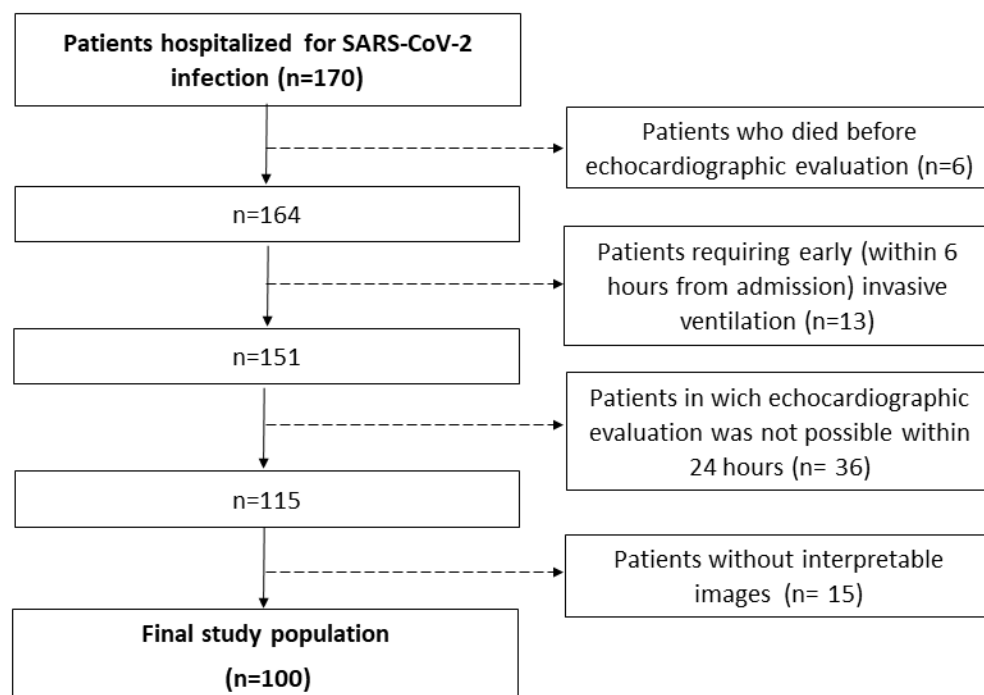 Patients hospitalized for SARS-CoV-2
infection (n=170)
Patients who died before
echocardiographic evaluation (n=6)
n=164
Patients requiring early (within 6
hours from admission) invasive
ventilation (n=13)
n=151
Patients in wich echocardiographic
evaluation was not possible within
24 hours (n= 36)
n=115
Patients without interpretable
images (n= 15)
Final study population
(n=100)